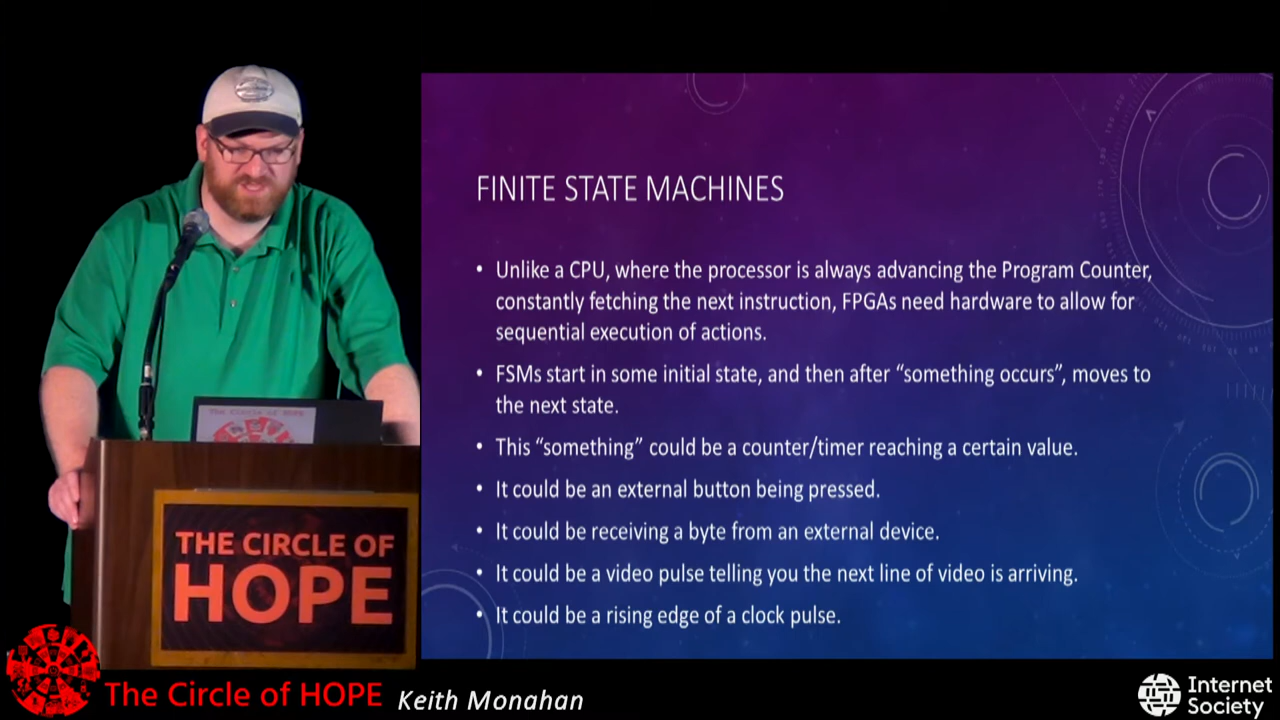 FINITE STATE MACHINES
• Unlike a CPU, where the processor is always advancing the Program Counter,
constantly fetching the next instruction, FPGAs need hardware to allow for
sequential execution of actions.
• FSMs start in some initial state, and then after “something occurs”, moves to
the next state.
• This “something” could be a counter/timer reaching a certain value.
• It could be an external button being pressed.
• It could be receiving a byte from an external device.
• It could be a video pulse telling you the next line of video is arriving.
• It could be a rising edge of a clock pulse.
The Circle of HOPE
THE CIRCLE OF
HOPE
The Circle of HOPE
Keith Monahan
Internet
Society